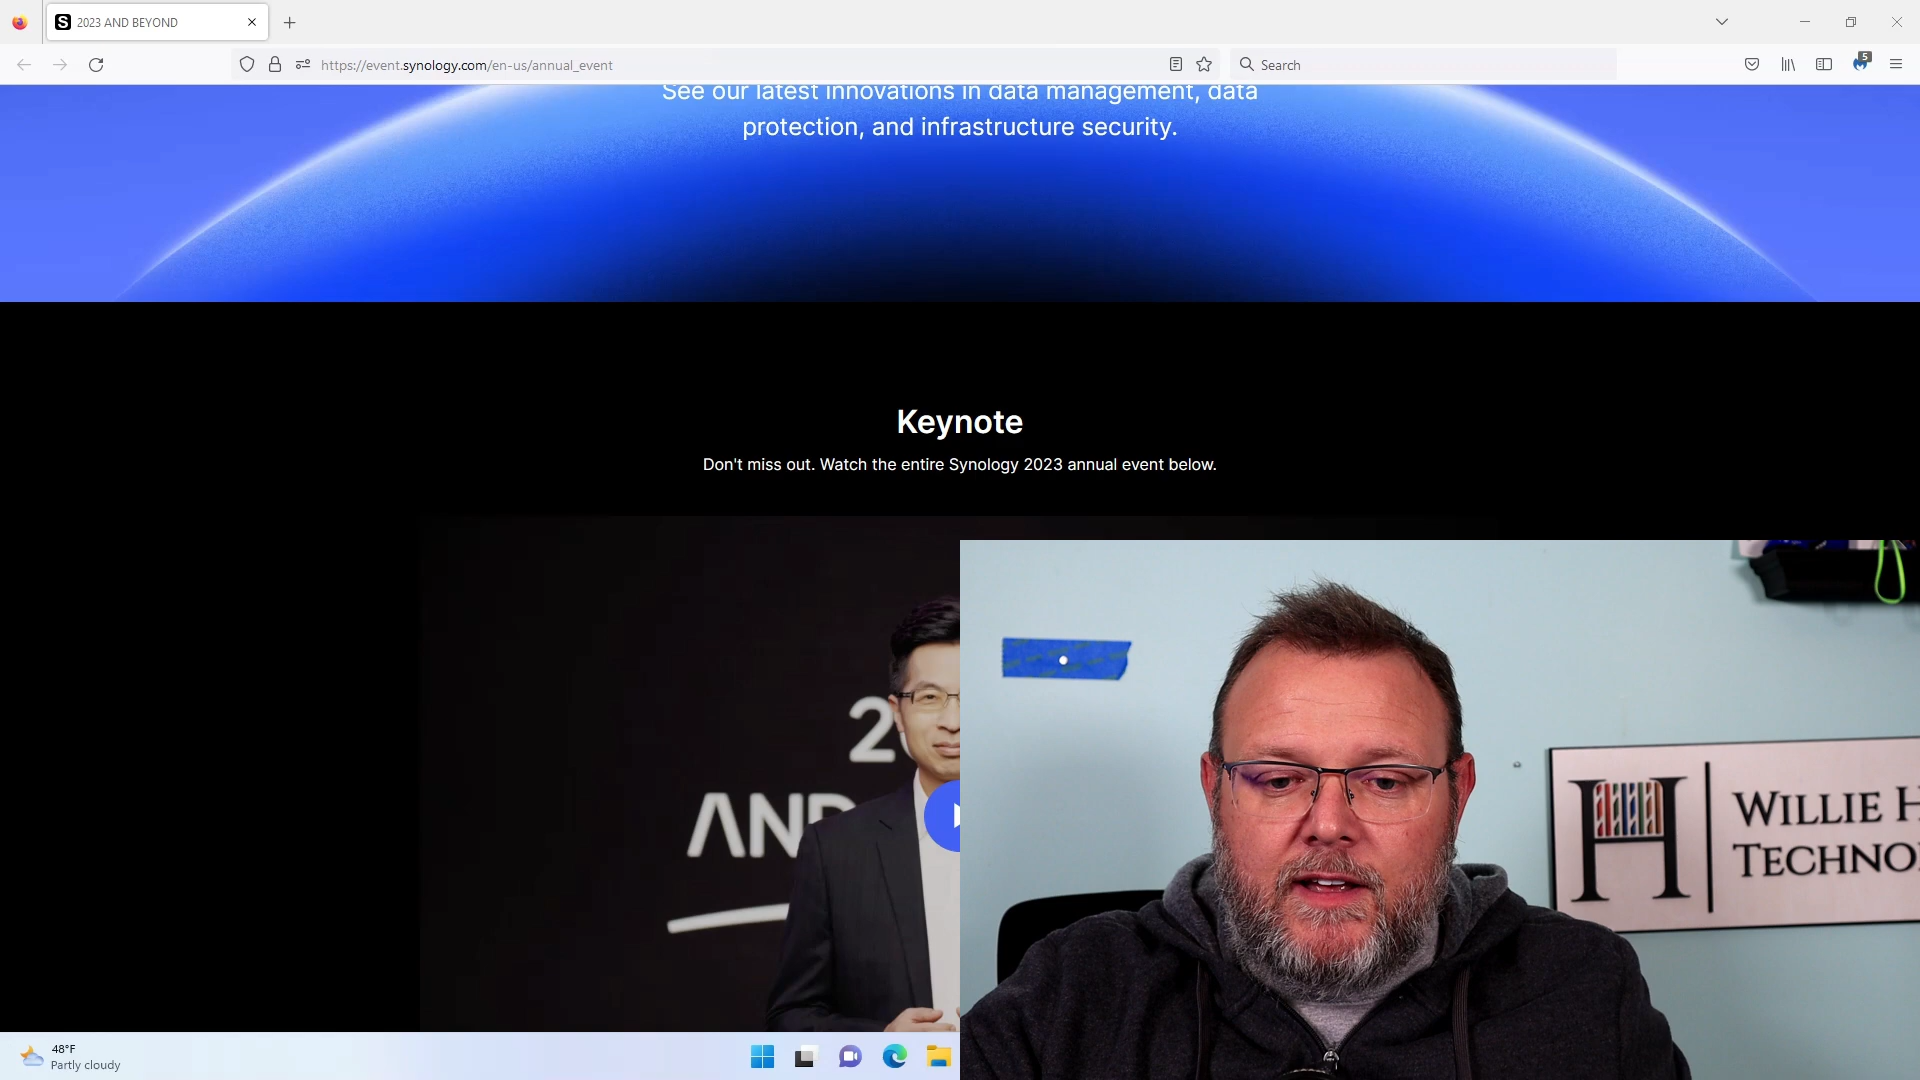 2023 AND BEYOND
https://event.synology.com/en-us/annual_event
Search
5
See our latest innovations in data management, data
protection, and infrastructure security.
Keynote
Don't miss out. Watch the entire Synology 2023 annual event below.
AND
WILLIE H
TECHNO
48°F
Partly cloudy